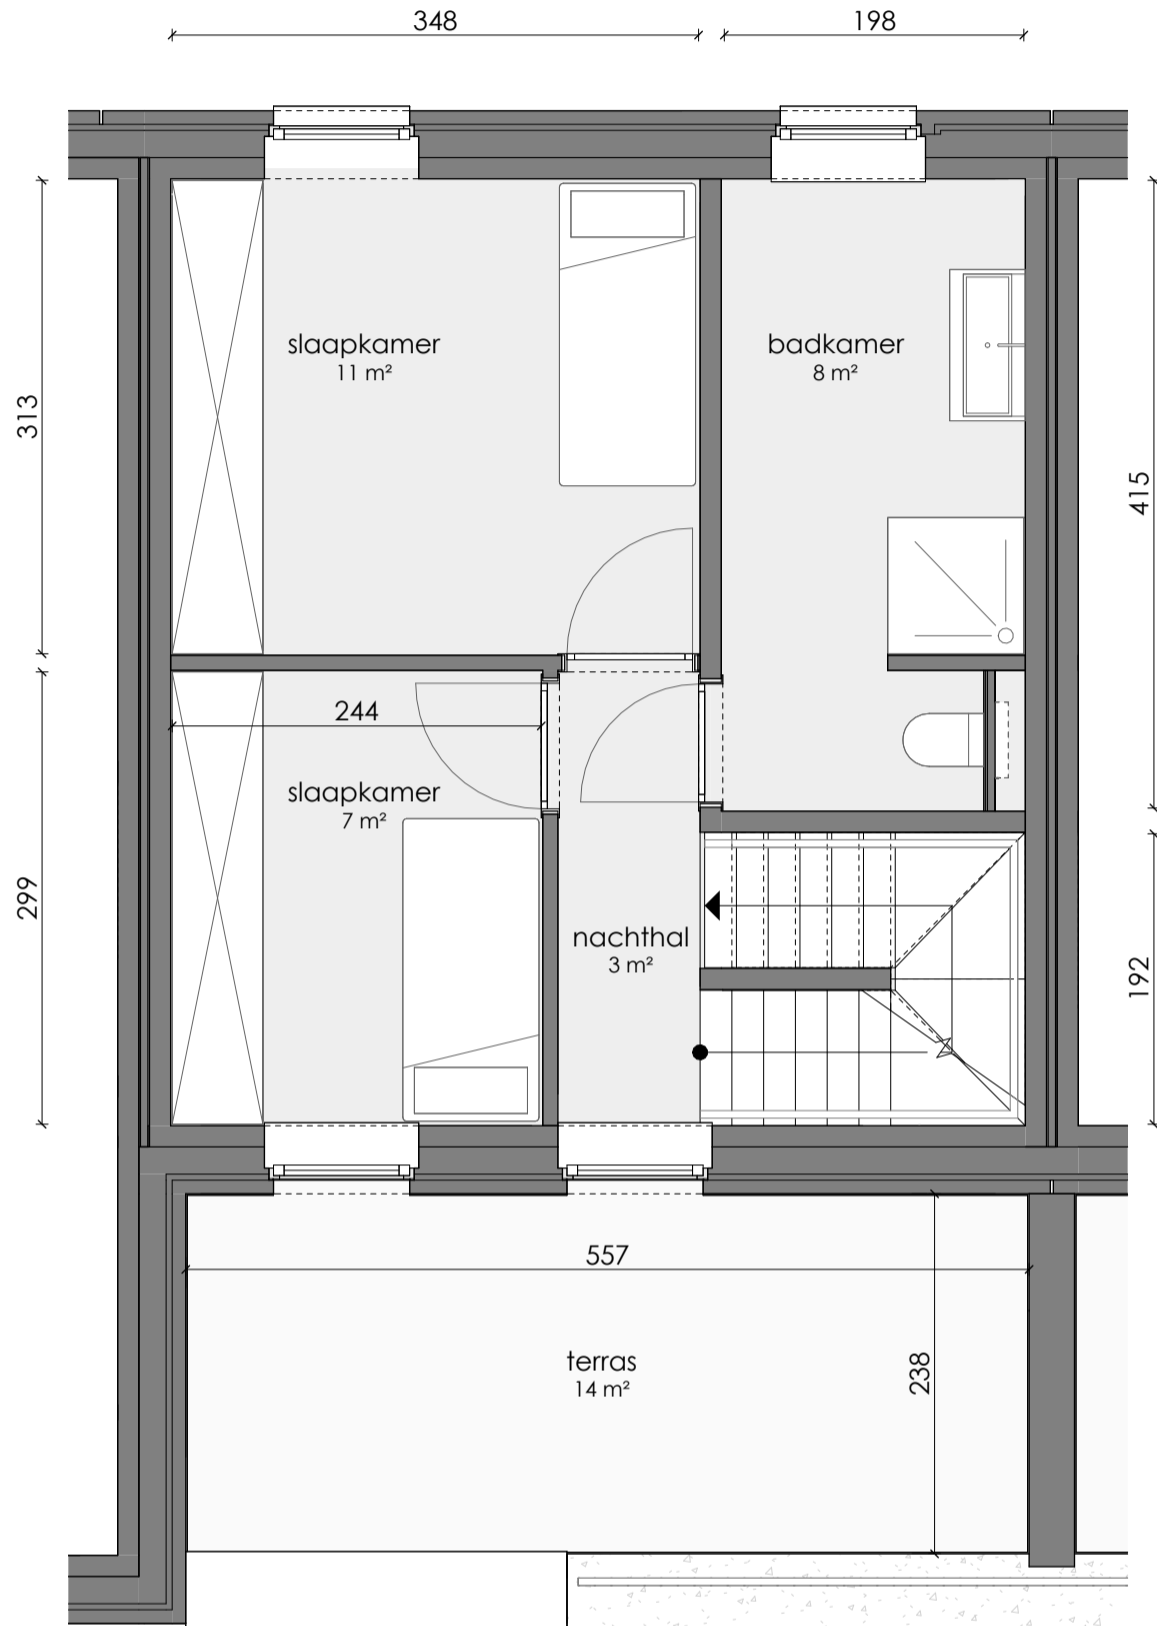 348
198
slaapkamer
11 m²
badkamer
8 m²
313
415
244
slaapkamer
7 m²
299
nachthal
3 m²
192
557
terras
14 m²
238